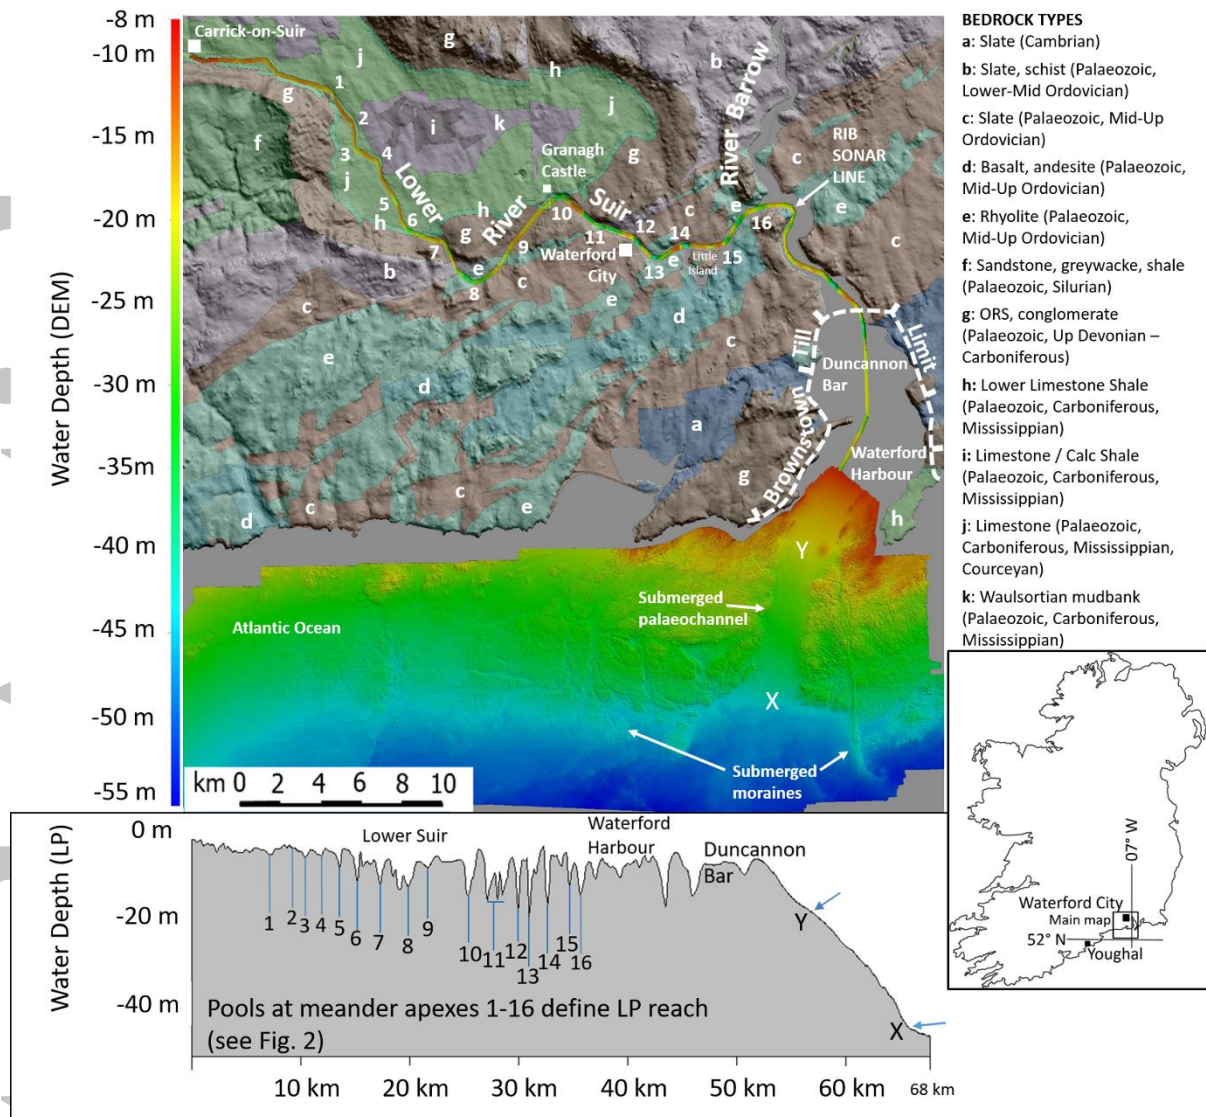 -8 m
-10 m
-15 m
-20 m
-25 m
-30 m
-35m
-40 m
-45 m
-50 m
-55 m
Water Depth (DEM)
Carrick-on-Suir
j
g
h
b
River Barrow
g
1
2
i
k
j
f
3
4
Granagh
Castle
g
c
RIB
SONAR
LINE
j
5
Lower
River
Suir
h
6
h
10
12
c
14
e
16
e
7
g
9
11
b
e
8
c
Waterford
City
13
e
Little
Island
15
c
c
e
d
e
d
c
Brownstown Till
Limit
Duncannon
Bar
a
c
g
Waterford
Harbour
d
c
e
h
Y
Submerged
palaeochannel
Atlantic Ocean
X
Submerged
moraines
km 0 2 4 6 8 10
BEDROCK TYPES
a: Slate (Cambrian)
b: Slate, schist (Palaeozoic,
Lower-Mid Ordovician)
c: Slate (Palaeozoic, Mid-Up
Ordovician)
d: Basalt, andesite (Palaeozoic,
Mid-Up Ordovician)
e: Rhyolite (Palaeozoic,
Mid-Up Ordovician)
f: Sandstone, greywacke, shale
(Palaeozoic, Silurian)
g: ORS, conglomerate
(Palaeozoic, Up Devonian –
Carboniferous)
h: Lower Limestone Shale
(Palaeozoic, Carboniferous,
Mississippian)
i: Limestone / Calc Shale
(Palaeozoic, Carboniferous,
Mississippian)
j: Limestone (Palaeozoic,
Carboniferous, Mississippian,
Courceyan)
k: Waulsortian mudbank
(Palaeozoic, Carboniferous,
Mississippian)
07° W
Waterford City
Main map
52° N
Youghal
Water Depth (LP)
0 m
-20 m
-40 m
Lower Suir
Waterford
Harbour
Duncannon
Bar
1
2
3
4
5
6
7
8
9
10
11
12
13
14
15
16
Y
X
Pools at meander apexes 1-16 define LP reach
(see Fig. 2)
10 km
20 km
30 km
40 km
50 km
60 km
68 km